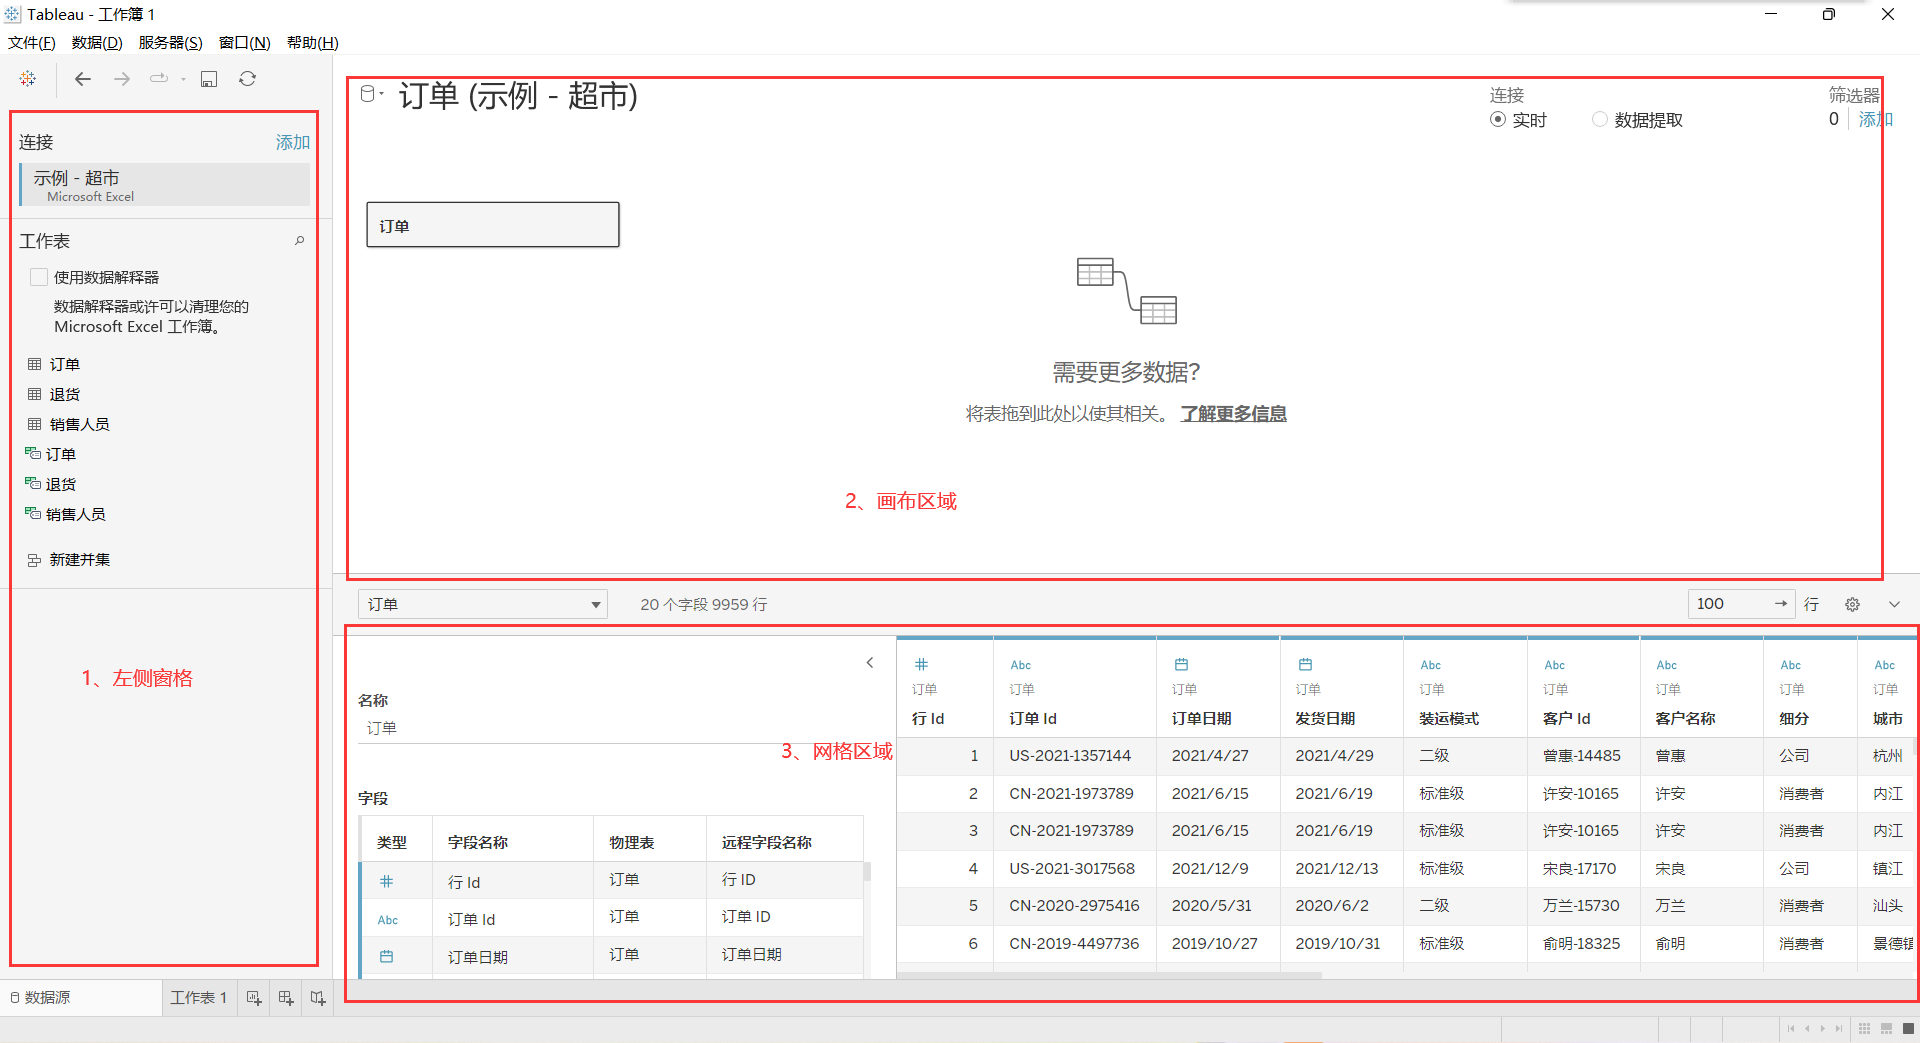 Tableau - 工作簿 1
文件(F) 数据(D) 服务器(S) 窗口(N) 帮助(H)
连接 添加
示例 - 超市
Microsoft Excel
工作表
使用数据解释器
数据解释器或许可以清理您的
Microsoft Excel 工作簿。
订单
退货
销售人员
订单
退货
销售人员
新建并集
1、左侧窗格
订单 (示例 - 超市)
连接
实时 数据提取
筛选器
0 添加
订单
需要更多数据?
将表拖到此处以使其相关。 了解更多信息
2、画布区域
订单 20 个字段 9959 行 100 行
名称
订单
3、网格区域
字段
类型 字段名称 物理表 远程字段名称
行 Id 订单 行 ID
Abc 订单 Id 订单 订单 ID
订单日期 订单 订单日期
Abc Abc Abc Abc Abc Abc
订单 订单 订单 订单 订单 订单 订单 订单 订单
行 Id 订单 Id 订单日期 发货日期 装运模式 客户 Id 客户名称 细分 城市
1 US-2021-1357144 2021/4/27 2021/4/29 二级 曾惠-14485 曾惠 公司 杭州
2 CN-2021-1973789 2021/6/15 2021/6/19 标准级 许安-10165 许安 消费者 内江
3 CN-2021-1973789 2021/6/15 2021/6/19 标准级 许安-10165 许安 消费者 内江
4 US-2021-3017568 2021/12/9 2021/12/13 标准级 宋良-17170 宋良 公司 镇江
5 CN-2020-2975416 2020/5/31 2020/6/2 二级 万兰-15730 万兰 消费者 汕头
6 CN-2019-4497736 2019/10/27 2019/10/31 标准级 俞明-18325 俞明 消费者 景德镇
数据源 工作表 1